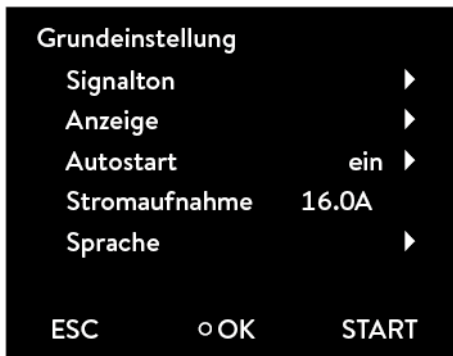 Grundeinstellung
Signalton
Anzeige
Autostart ein
Stromaufnahme 16.0A
Sprache
ESC OK START